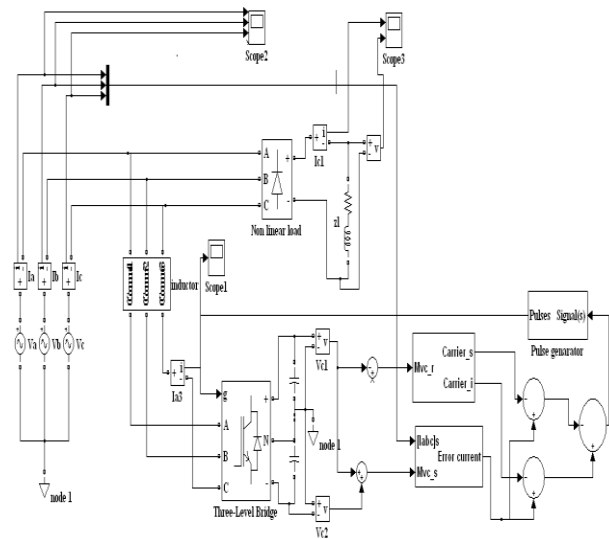 Scope2
Scope3
i
+
-
Ic1
+
-
v
A
B
C
+
-
Non linear load
zl
Ia
Ib
Ic
+
+
+
inductor
Scope1
Va
Vb
Vc
node 1
i
+
-
Ia3
g
A
B
C
+
N
-
Three-Level Bridge
+
-
v
Vc1
node 1
+
-
v
Vc2
Mvc_r
Carrier_s
Carrier_i
Iabcs
Mvc_s
Error current
Pulses
Signal(s)
Pulse genarator